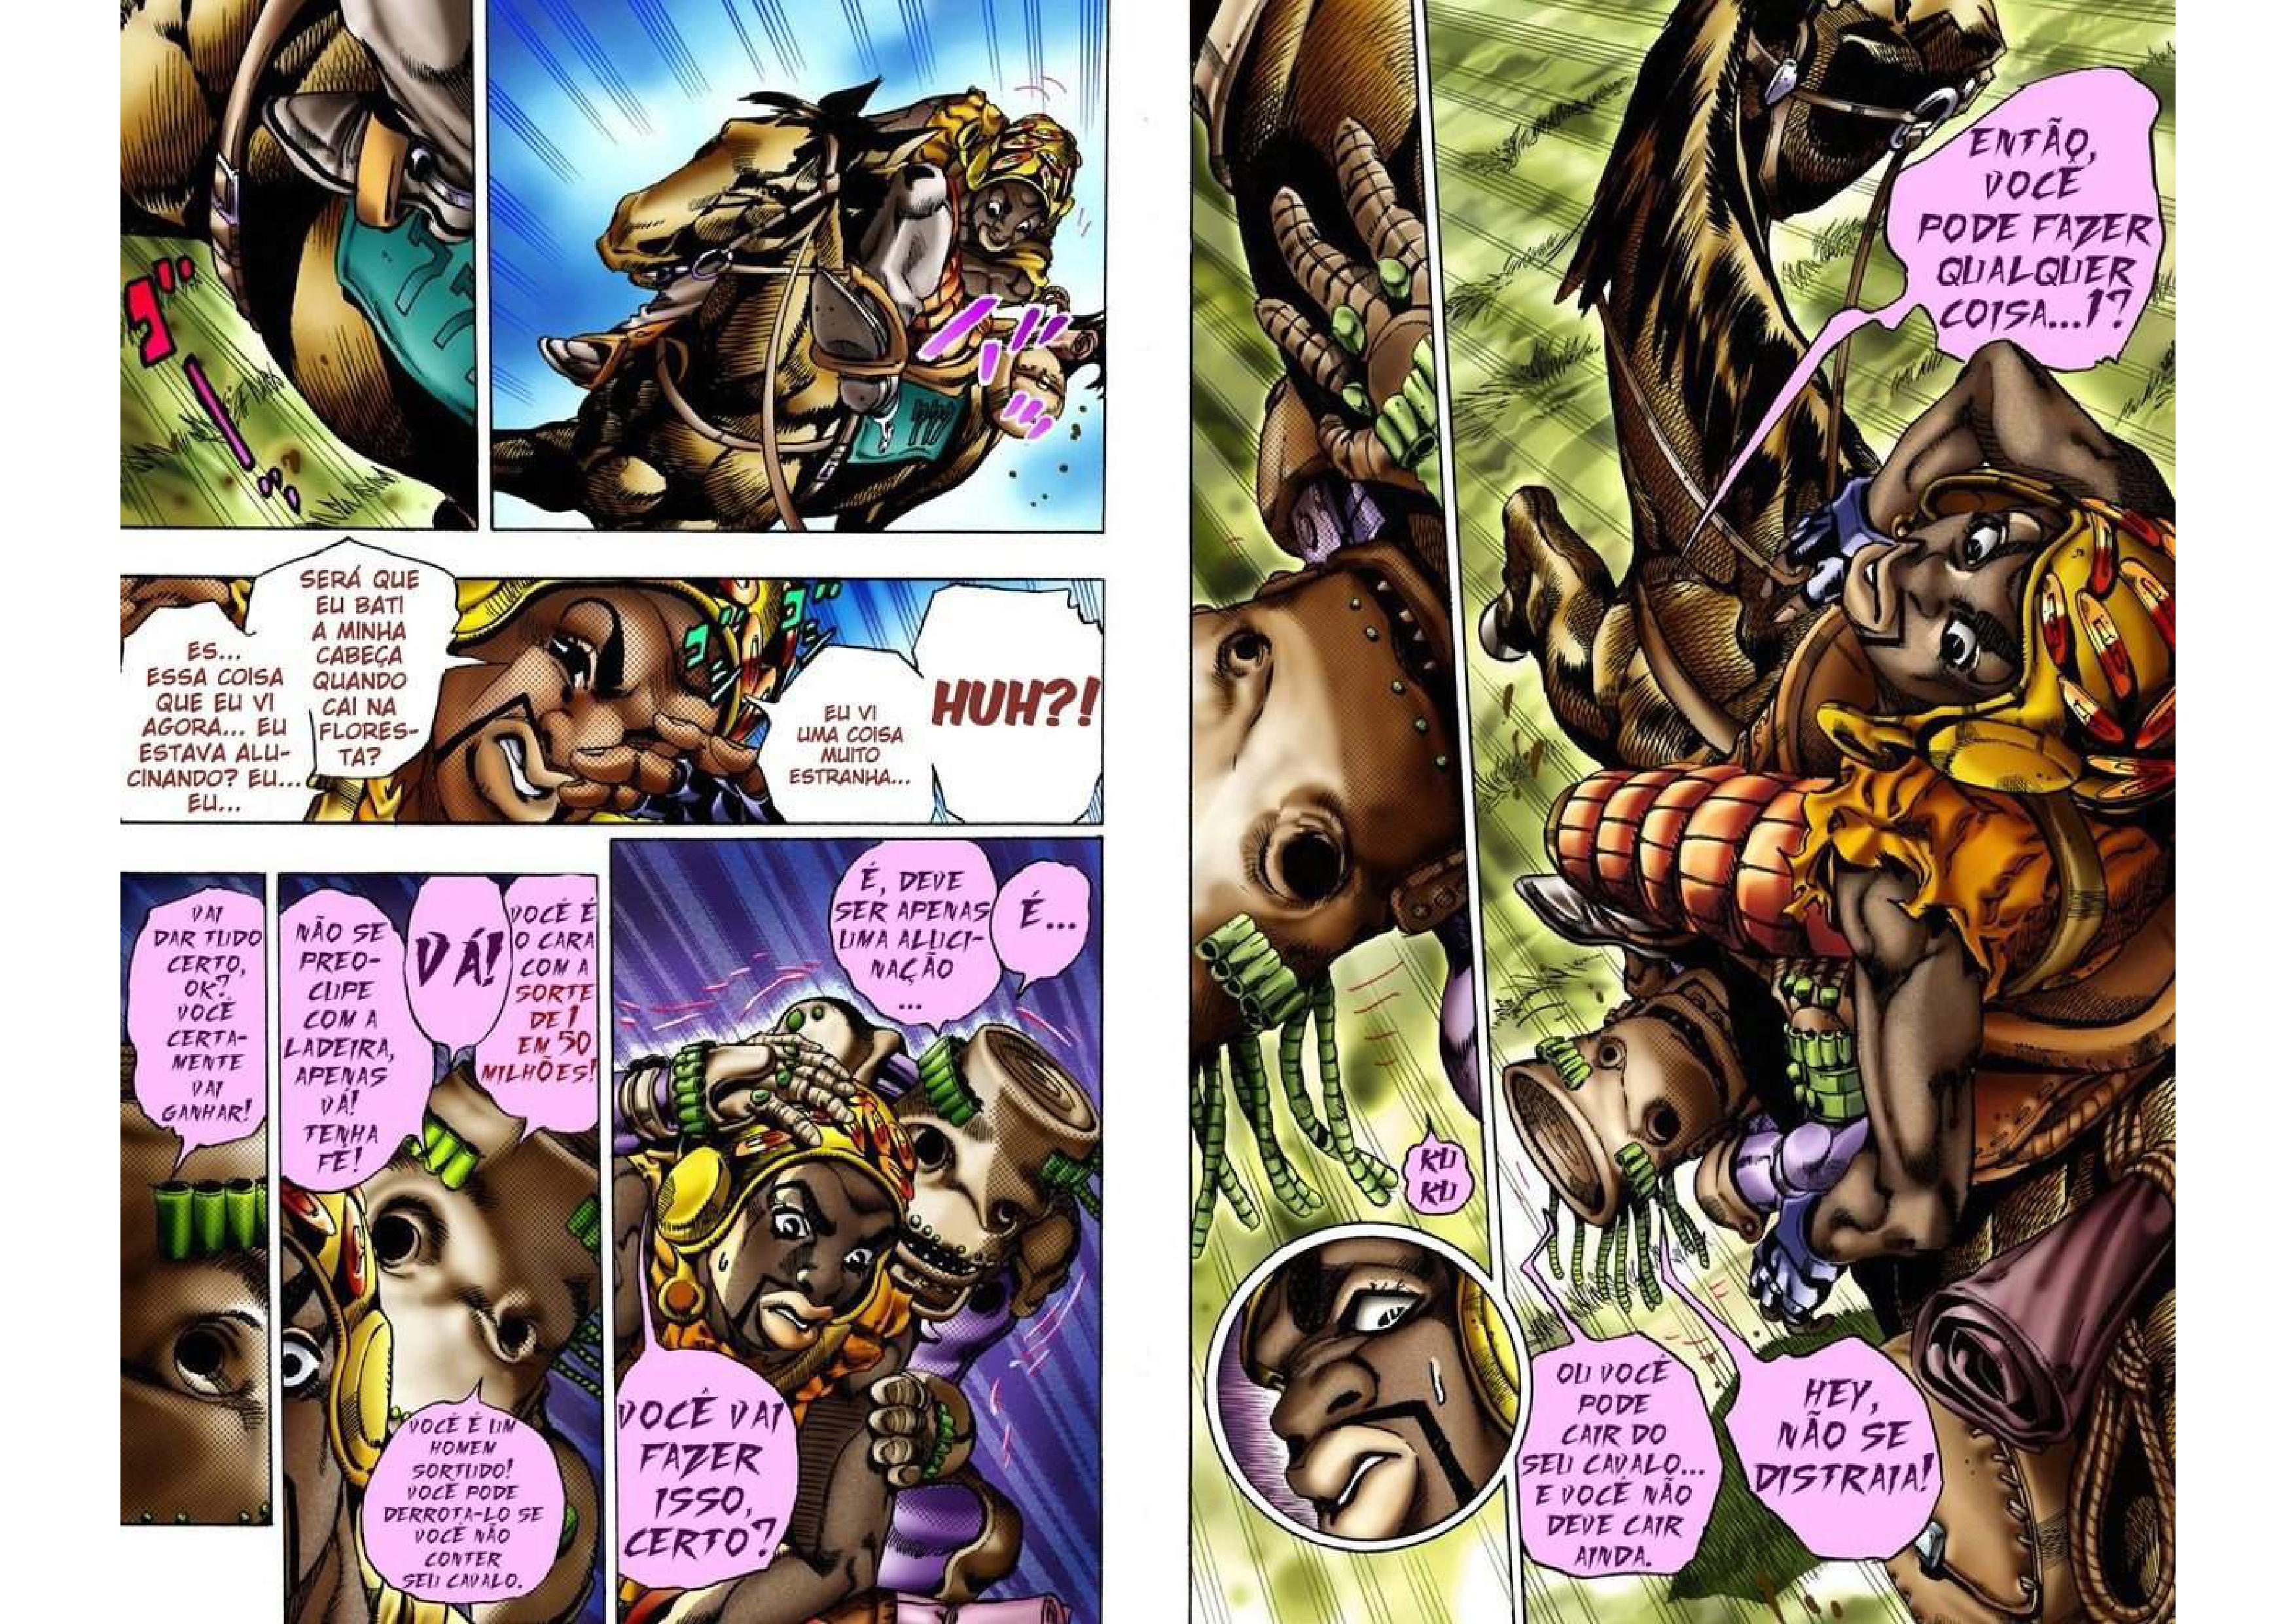 ENTÃO,
VOCÊ
PODE FAZER
QUALQUER
COISA...!?
HEY,
NÃO SE
DISTRAIA!
OU VOCÊ
PODE
CAIR DO
SEU CAVALO...
E VOCÊ NÃO
DEVE CAIR
AINDA.
KU
KU
777
HUH?!
EU VI
UMA COISA
MUITO
ESTRANHA...
SERÁ QUE
EU BATI
A MINHA
CABEÇA
QUANDO
CAI NA
FLORES-
TA?
ES...
ESSA COISA
QUE EU VI
AGORA... EU
ESTAVA ALU-
CINANDO? EU...
EU...
É...
É, DEVE
SER APENAS
UMA ALUCI-
NAÇÃO
...
VOCÊ VAI
FAZER
ISSO,
CERTO?
VOCÊ É
O CARA
COM A
SORTE
DE 1
EM 50
MILHÕES!
VÁ!
NÃO SE
PREO-
CUPE
COM A
LADEIRA,
APENAS
VÁ!
TENHA
FÉ!
VOCÊ É UM
HOMEM
SORTUDO!
VOCÊ PODE
DERROTA-LO SE
VOCÊ NÃO
CONTER
SEU CAVALO.
VAI
DAR TUDO
CERTO,
OK?
VOCÊ
CERTA-
MENTE
VAI
GANHAR!